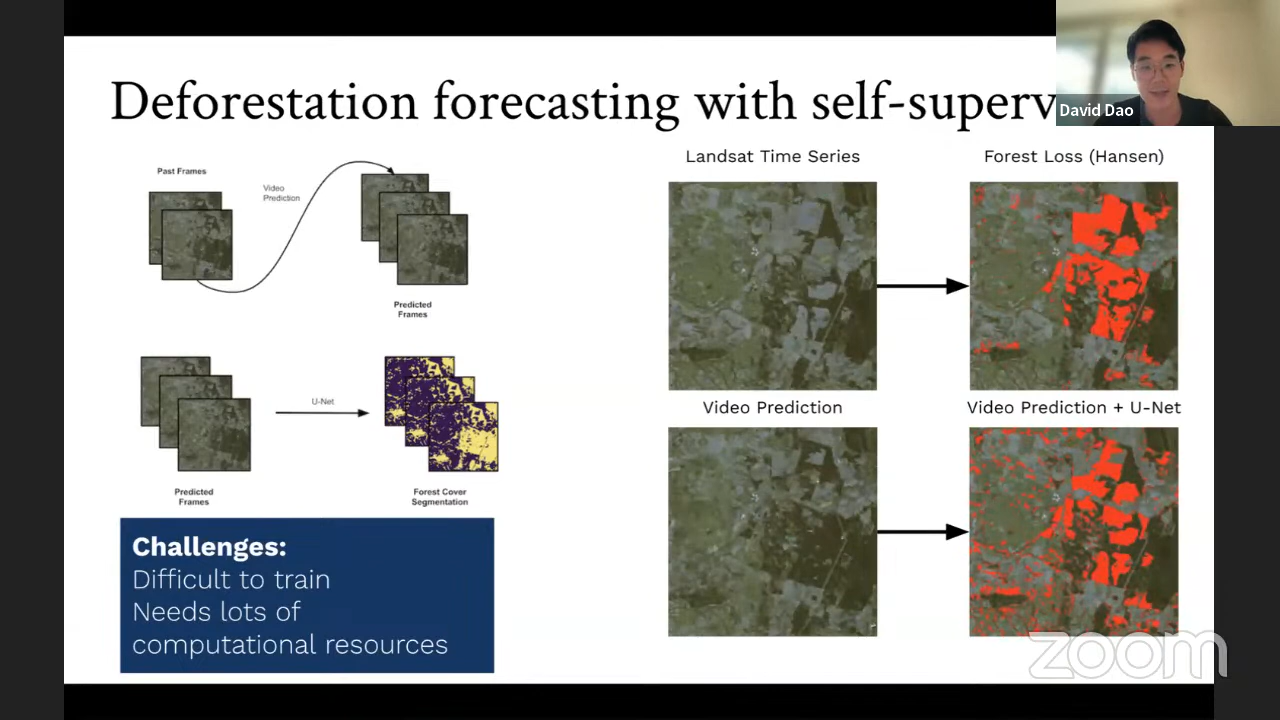 Deforestation forecasting with self-superv
David Dao
Past Frames
Video
Prediction
Predicted
Frames
U-Net
Predicted
Frames
Forest Cover
Segmentation
Challenges:
Difficult to train
Needs lots of
computational resources
Landsat Time Series
Forest Loss (Hansen)
Video Prediction
Video Prediction + U-Net
zoom